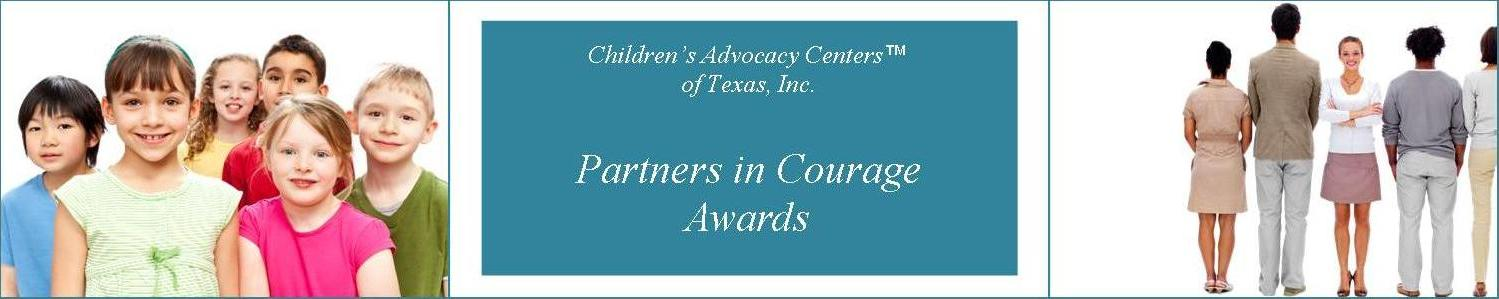 Children's Advocacy Centers™
of Texas, Inc.
Partners in Courage
Awards